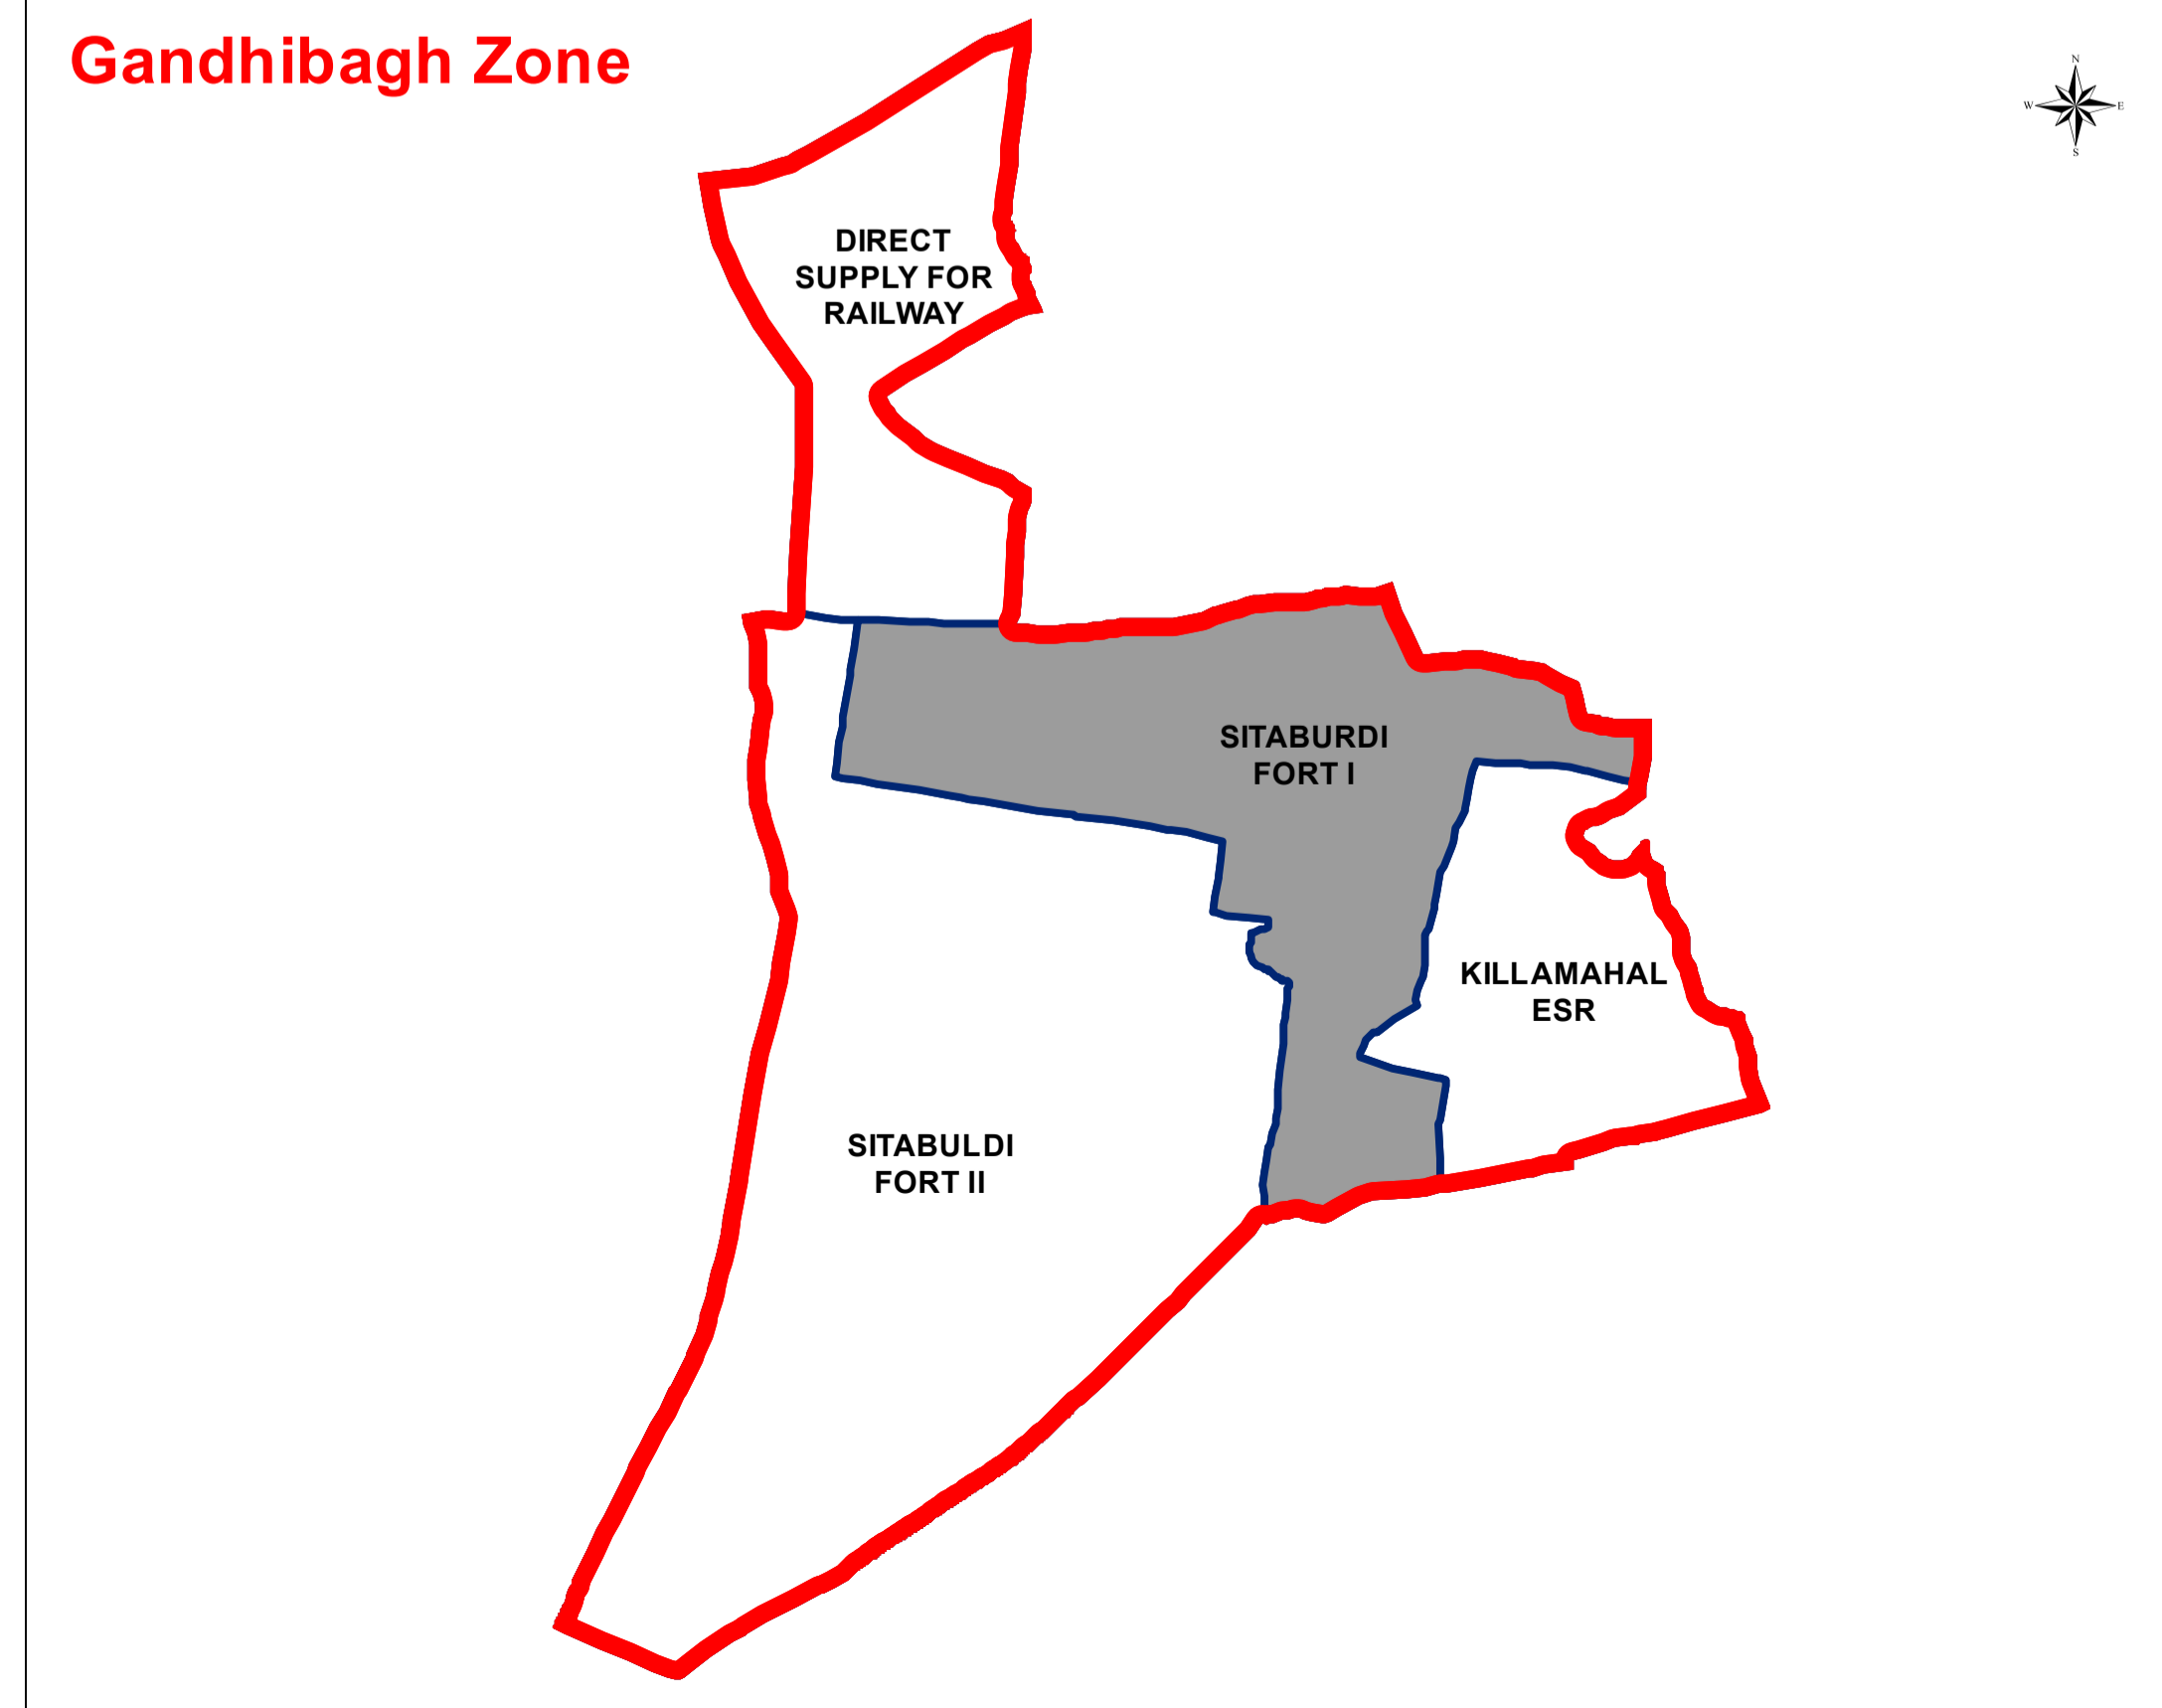 Gandhibagh Zone
N
W
E
S
DIRECT
SUPPLY FOR
RAILWAY
SITABURDI
FORT I
KILLAMAHAL
ESR
SITABULDI
FORT II